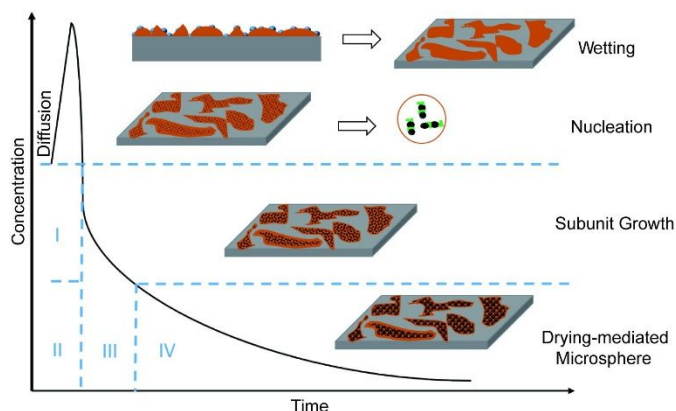 Wetting
Diffusion
Nucleation
Concentration
Subunit Growth
I
Drying-mediated
Microsphere
II
III
IV
Time